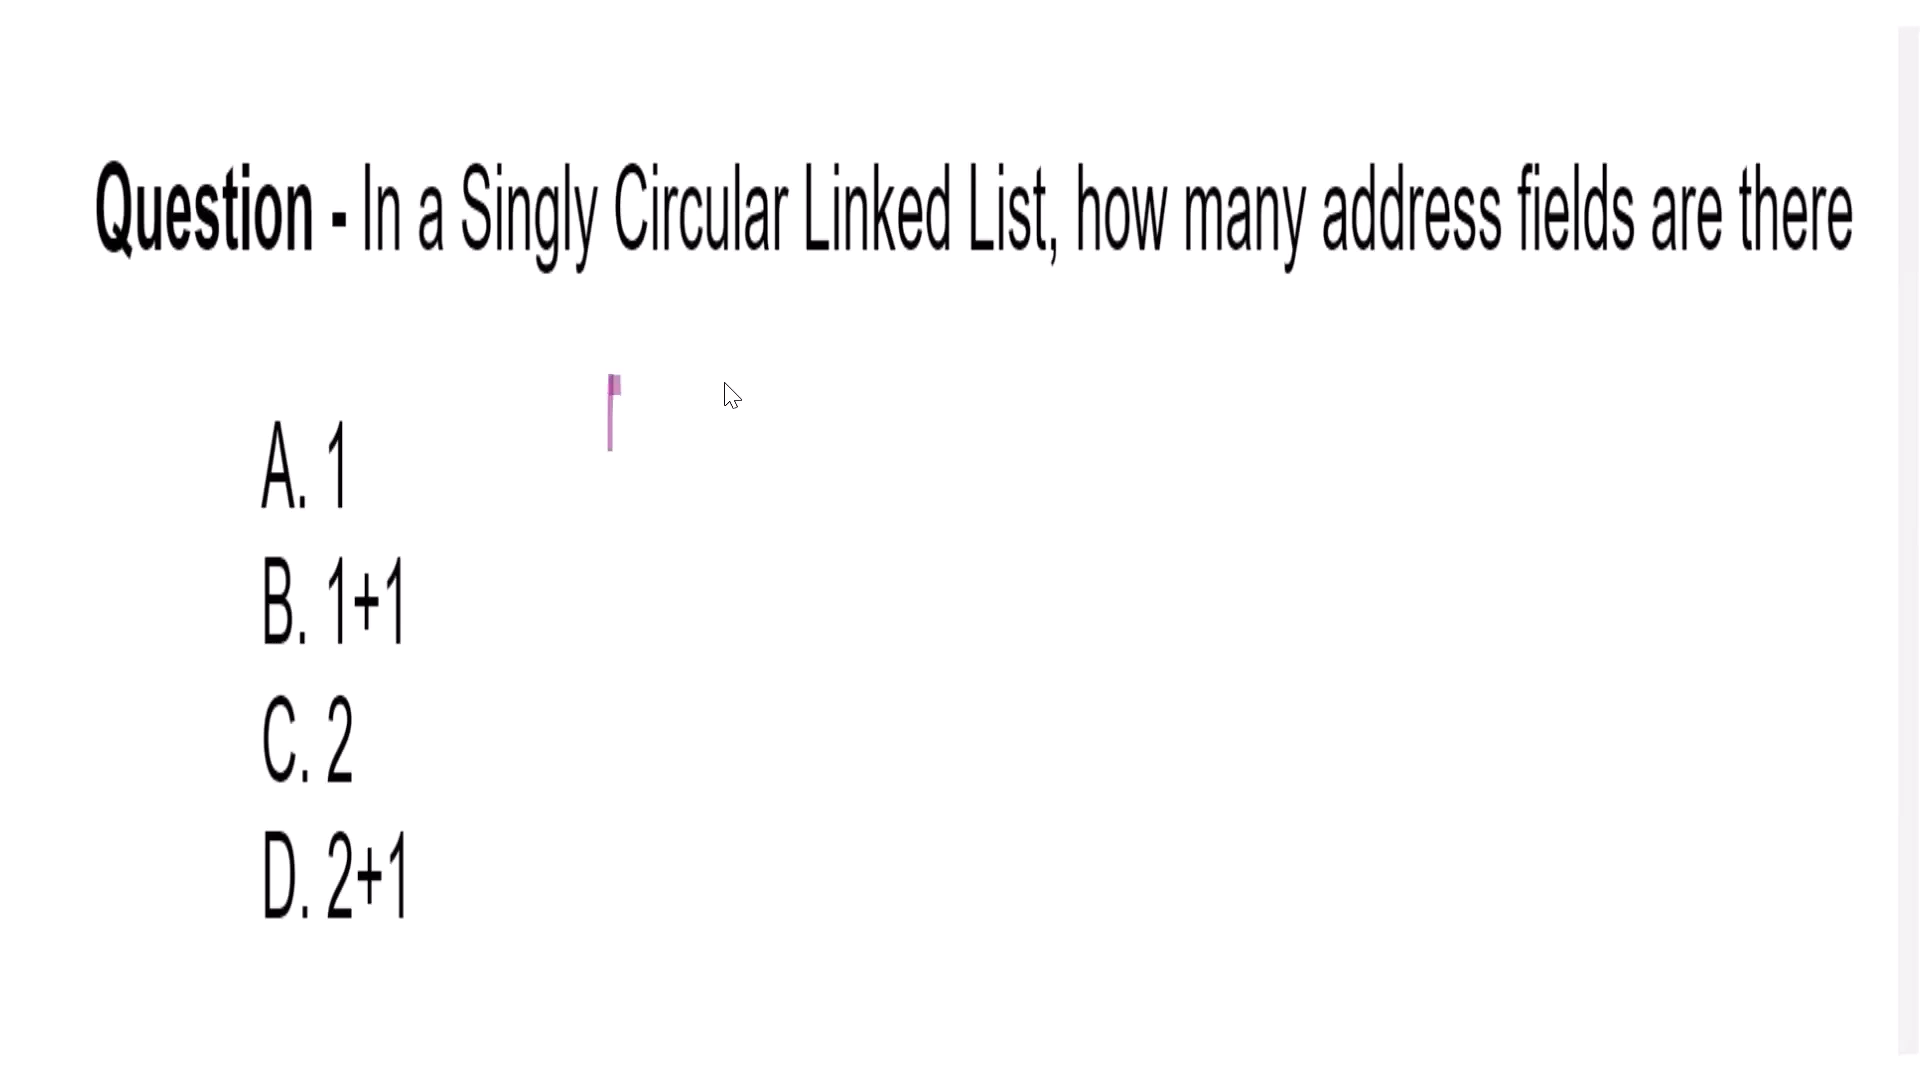 Question - In a Singly Circular Linked List, how many address fields are there
A. 1
B. 1+1
C. 2
D. 2+1